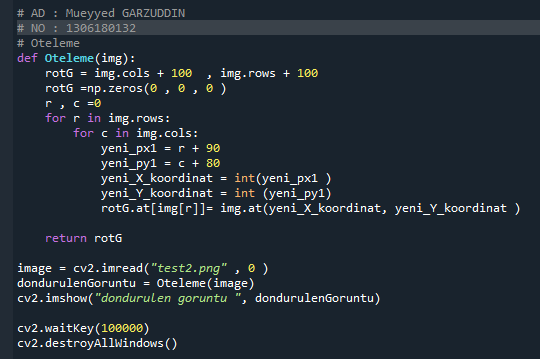 # AD : Mueyyed GARZUDDIN
# NO : 1306180132
# Oteleme
def Oteleme(img):
    rotG = img.cols + 100  , img.rows + 100
    rotG =np.zeros(0 , 0 , 0 )
    r , c =0
    for r in img.rows:
        for c in img.cols:
            yeni_px1 = r + 90
            yeni_py1 = c + 80
            yeni_X_koordinat = int(yeni_px1 )
            yeni_Y_koordinat = int (yeni_py1)
            rotG.at[img[r]]= img.at(yeni_X_koordinat, yeni_Y_koordinat )
    return rotG
image = cv2.imread("test2.png" , 0 )
dondurulenGoruntu = Oteleme(image)
cv2.imshow("dondurulen goruntu ", dondurulenGoruntu)
cv2.waitKey(100000)
cv2.destroyAllWindows()